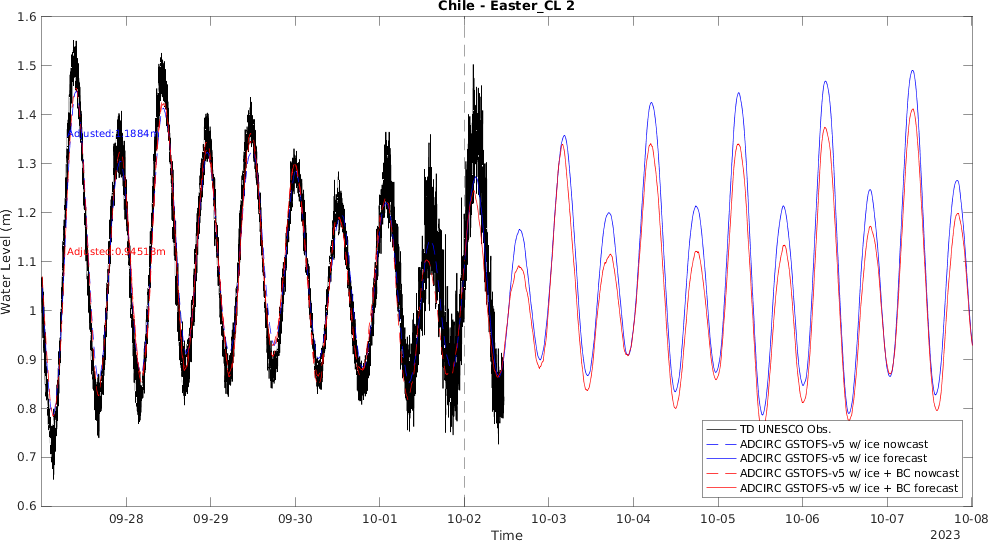 Chile - Easter_CL 2
1.6
1.5
1.4
1.3
1.2
1.1
1
0.9
0.8
0.7
0.6
Water Level (m)
Adjusted:1.1884m
Adjusted:0.94513m
TD UNESCO Obs.
ADCIRC GSTOFS-v5 w/ ice nowcast
ADCIRC GSTOFS-v5 w/ ice forecast
ADCIRC GSTOFS-v5 w/ ice + BC nowcast
ADCIRC GSTOFS-v5 w/ ice + BC forecast
09-28 09-29 09-30 10-01 10-02 10-03 10-04 10-05 10-06 10-07 10-08
Time
2023